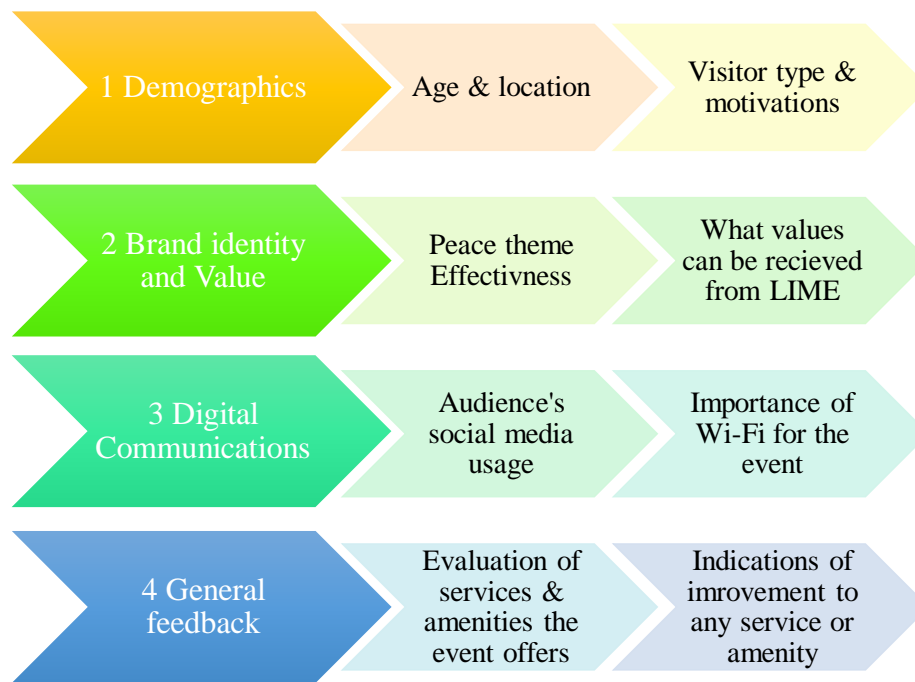 1 Demographics
Age & location
Visitor type &
motivations
2 Brand identity
and Value
Peace theme
Effectivness
What values
can be recieved
from LIME
3 Digital
Communications
Audience's
social media
usage
Importance of
Wi-Fi for the
event
4 General
feedback
Evaluation of
services &
amenities the
event offers
Indications of
imrovement to
any service or
amenity